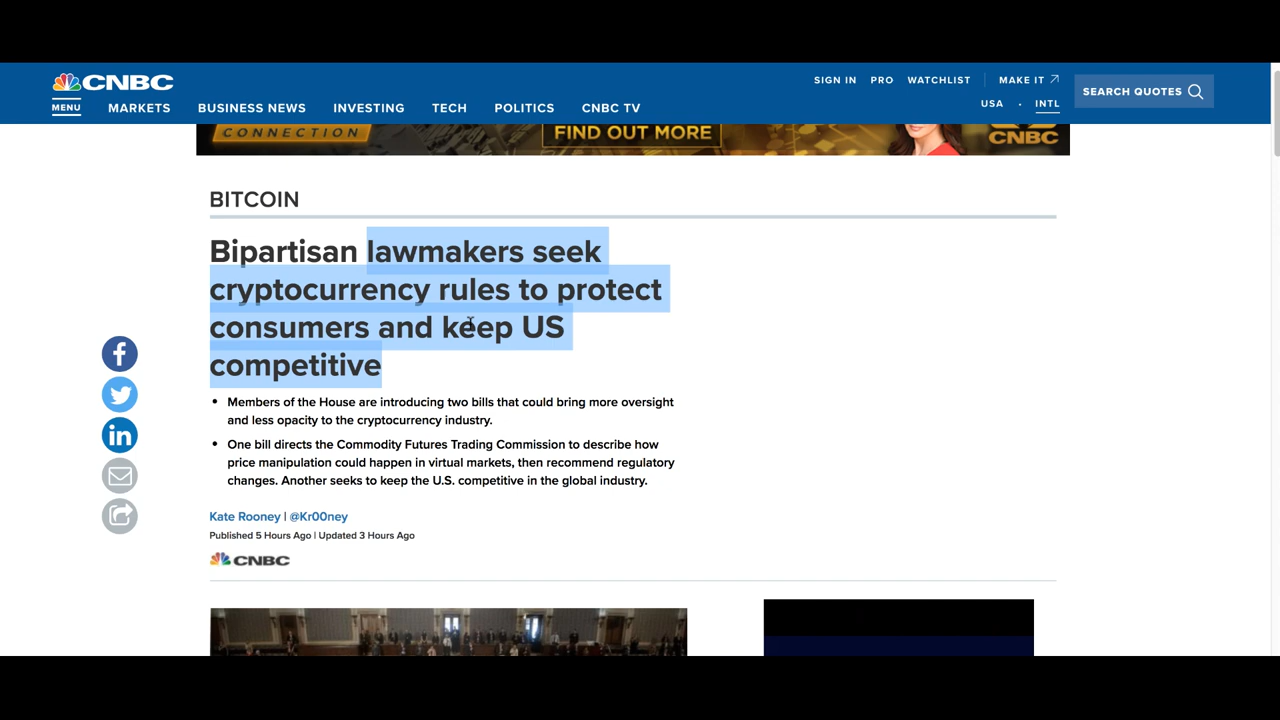 CNBC
SIGN IN PRO WATCHLIST MAKE IT
SEARCH QUOTES
USA · INTL
MENU MARKETS BUSINESS NEWS INVESTING TECH POLITICS CNBC TV
CONNECTION FIND OUT MORE CNBC
BITCOIN
Bipartisan lawmakers seek
cryptocurrency rules to protect
consumers and keep US
competitive
• Members of the House are introducing two bills that could bring more oversight
and less opacity to the cryptocurrency industry.
• One bill directs the Commodity Futures Trading Commission to describe how
price manipulation could happen in virtual markets, then recommend regulatory
changes. Another seeks to keep the U.S. competitive in the global industry.
Kate Rooney | @Kr00ney
Published 5 Hours Ago | Updated 3 Hours Ago
CNBC